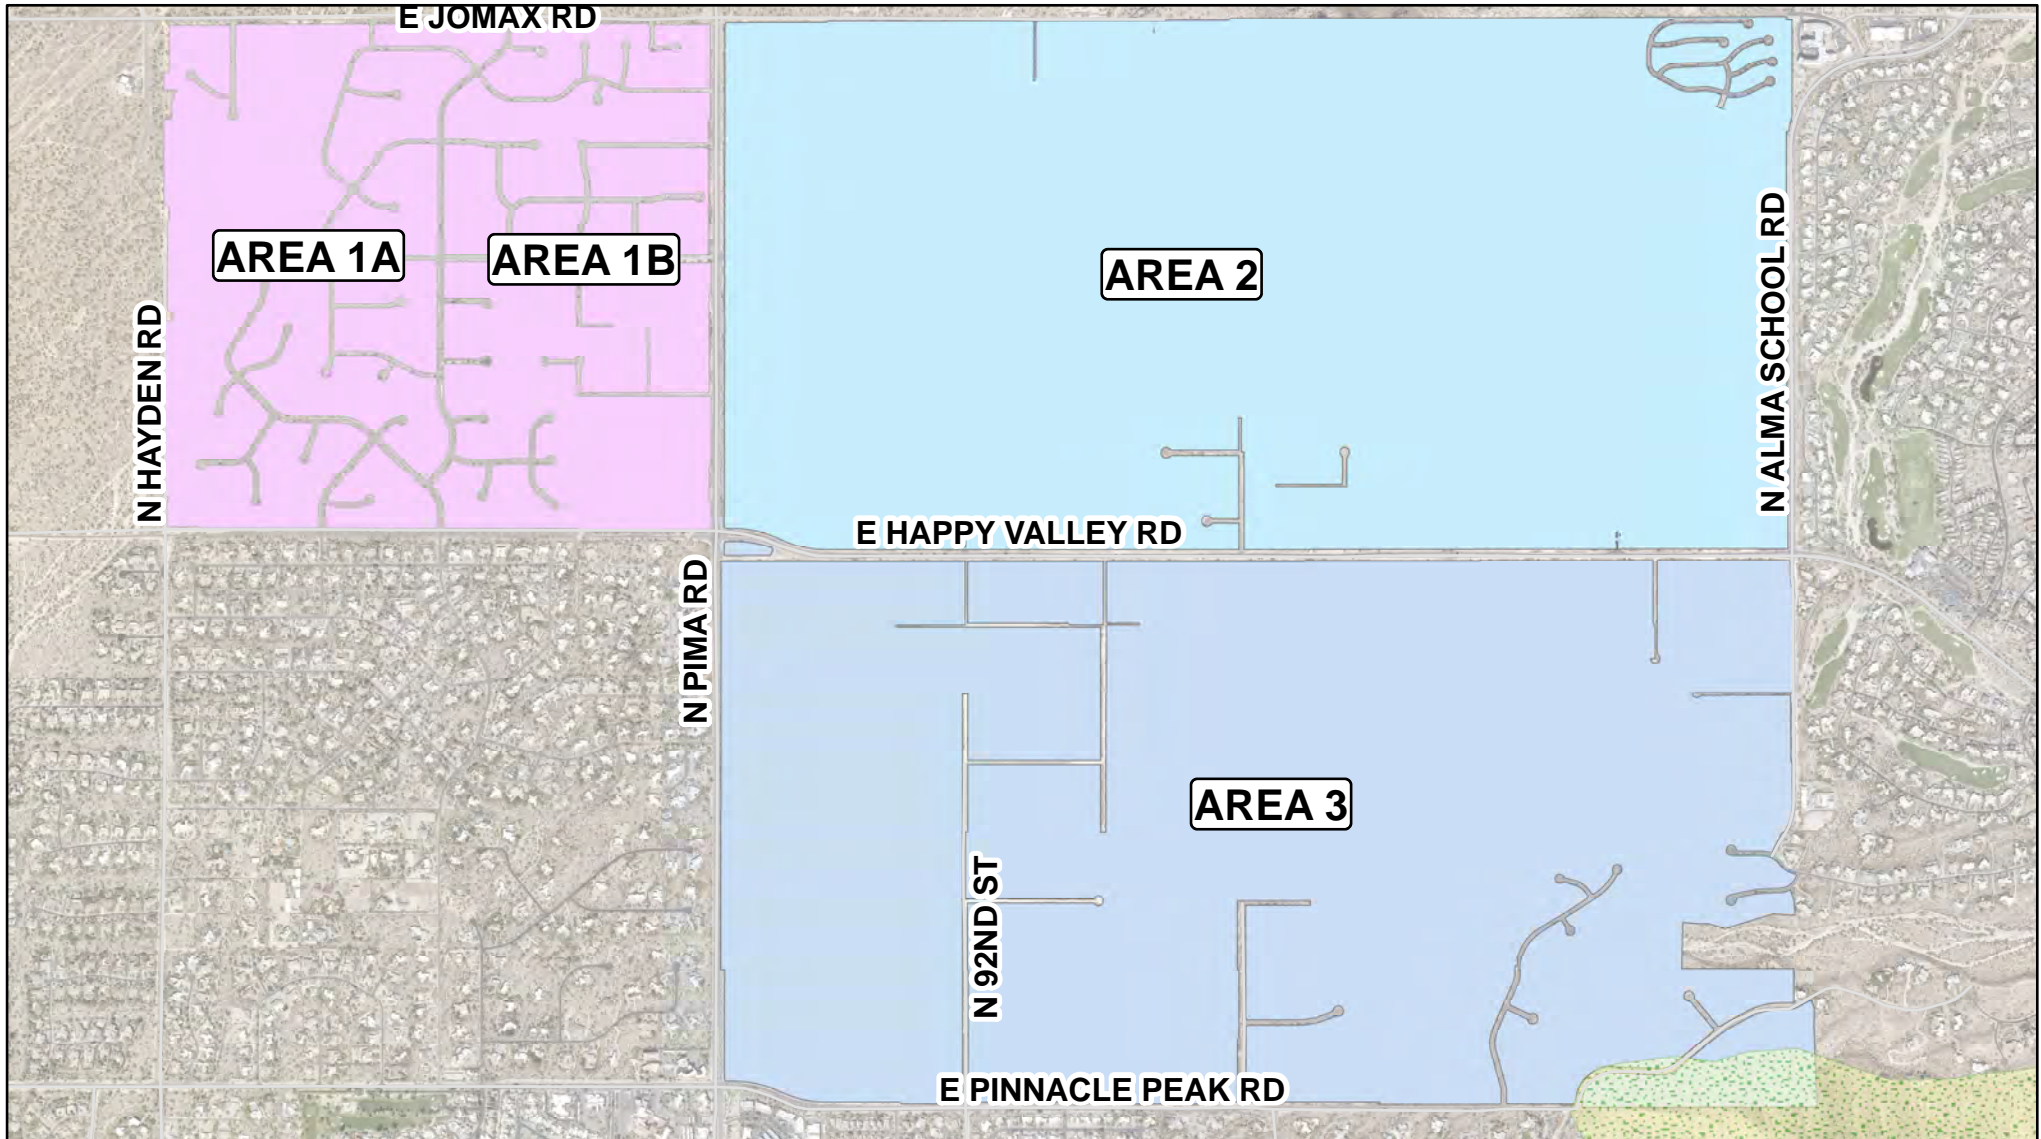 E JOMAX RD
AREA 1A
AREA 1B
AREA 2
N HAYDEN RD
N ALMA SCHOOL RD
E HAPPY VALLEY RD
N PIMA RD
AREA 3
N 92ND ST
E PINNACLE PEAK RD